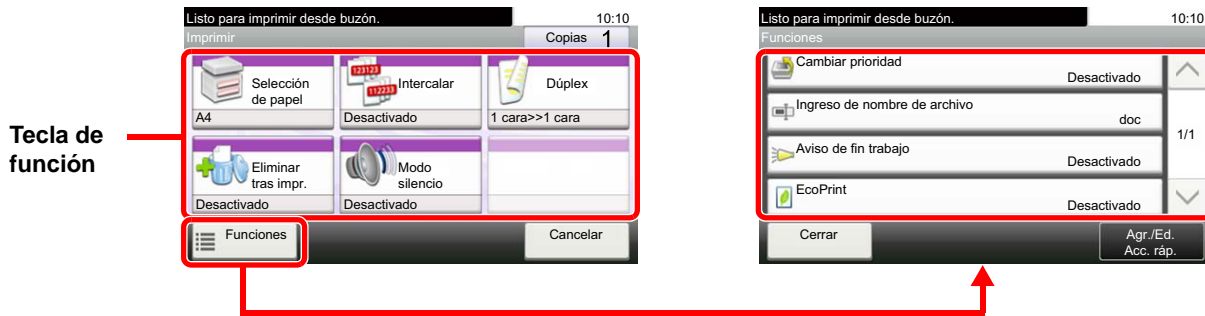 Listo para imprimir desde buzón. 10:10
Imprimir Copias 1
123123
112233
Selección
de papel
A4
Intercalar
Desactivado
Dúplex
1 cara>>1 cara
Eliminar
tras impr.
Desactivado
Modo
silencio
Desactivado
Funciones Cancelar
Tecla de
función
Listo para imprimir desde buzón. 10:10
Funciones
Cambiar prioridad
Desactivado
Ingreso de nombre de archivo
doc
Aviso de fin trabajo
Desactivado
EcoPrint
Desactivado
1/1
Cerrar
Agr./Ed.
Acc. ráp.